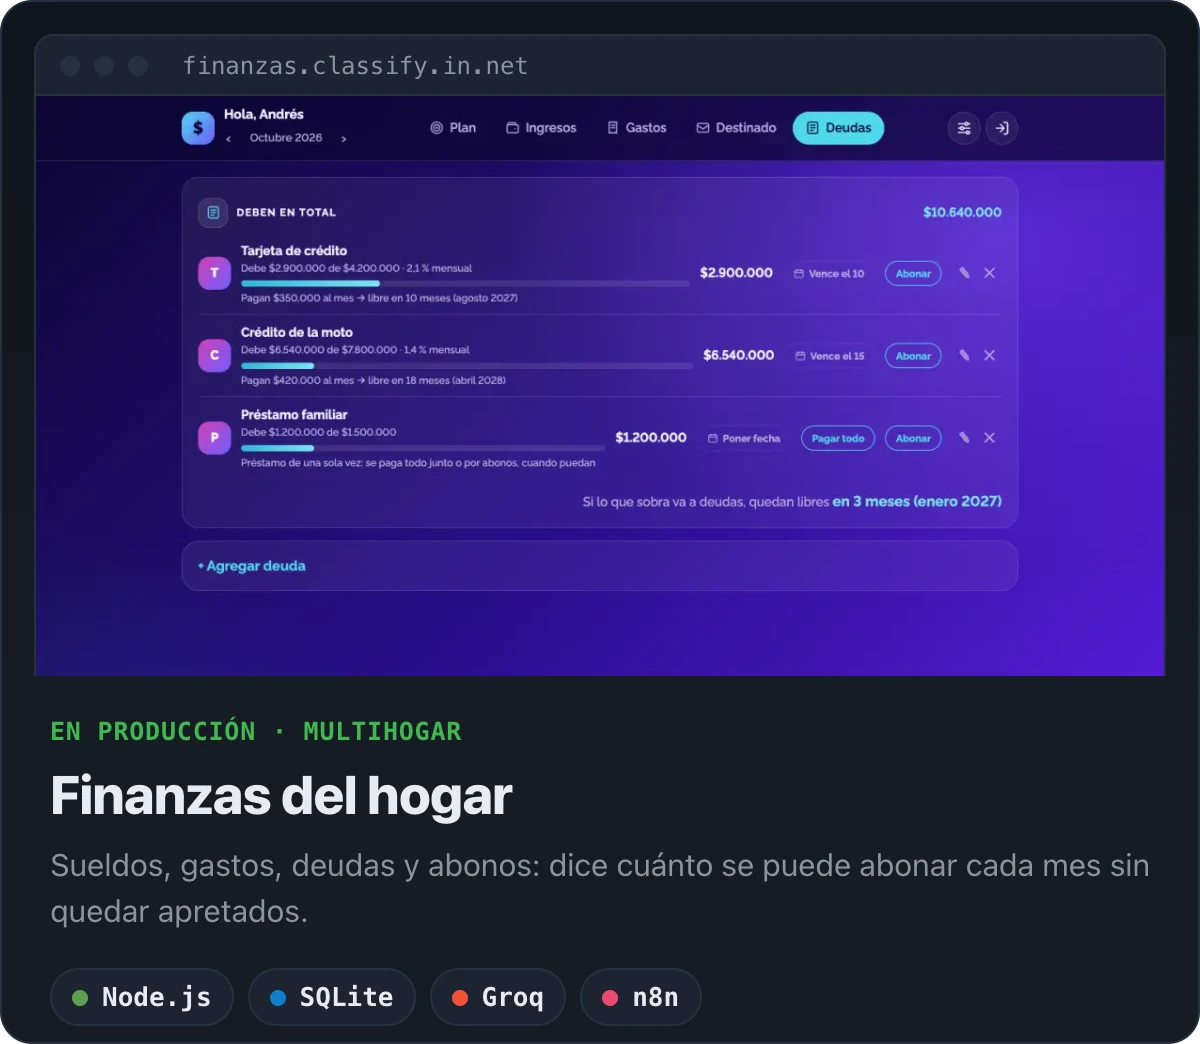 finanzas.classify.in.net
$
Hola, Andrés
‹ Octubre 2026 ›
Plan
Ingresos
Gastos
Destinado
Deudas
DEBEN EN TOTAL
$10.640.000
T
Tarjeta de crédito
Debe $2.900.000 de $4.200.000 · 2,1 % mensual
Pagan $350.000 al mes → libre en 10 meses (agosto 2027)
$2.900.000
Vence el 10
Abonar
C
Crédito de la moto
Debe $6.540.000 de $7.800.000 · 1,4 % mensual
Pagan $420.000 al mes → libre en 18 meses (abril 2028)
$6.540.000
Vence el 15
Abonar
P
Préstamo familiar
Debe $1.200.000 de $1.500.000
Préstamo de una sola vez: se paga todo junto o por abonos, cuando puedan
$1.200.000
Poner fecha
Pagar todo
Abonar
Si lo que sobra va a deudas, quedan libres en 3 meses (enero 2027)
+ Agregar deuda
EN PRODUCCIÓN · MULTIHOGAR
Finanzas del hogar
Sueldos, gastos, deudas y abonos: dice cuánto se puede abonar cada mes sin
quedar apretados.
Node.js
SQLite
Groq
n8n